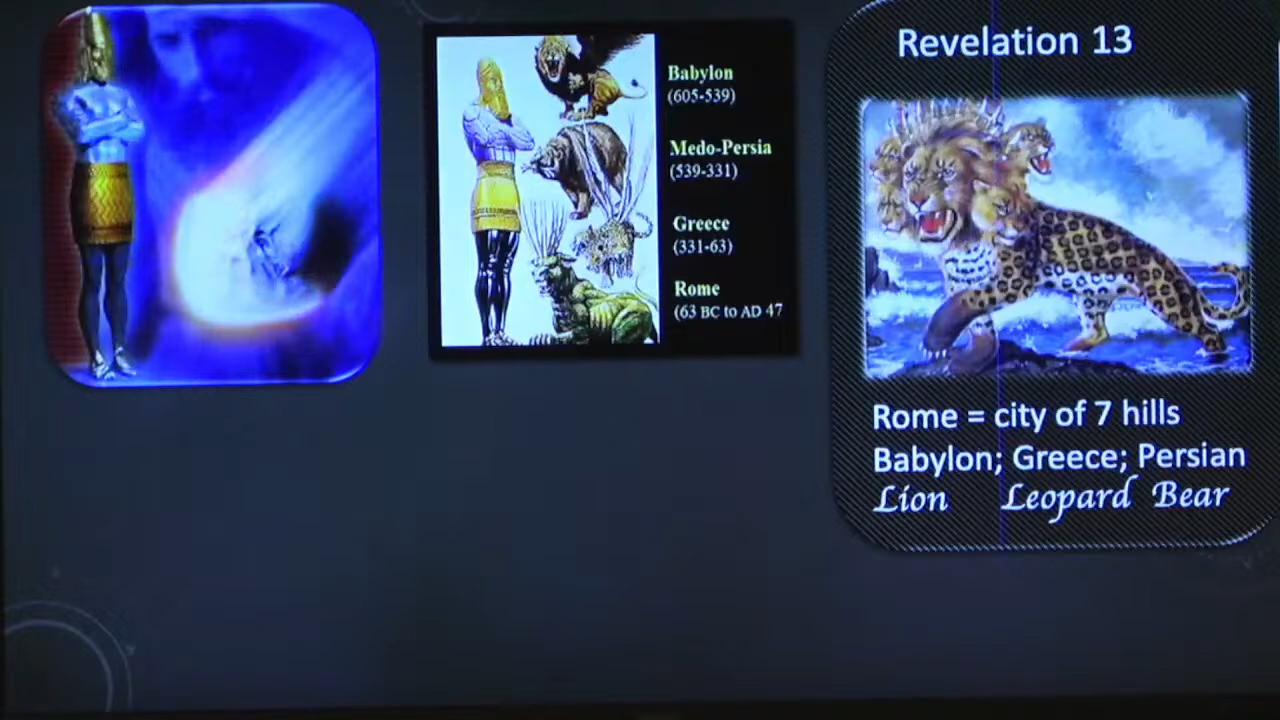 Babylon
(605-539)
Medo-Persia
(539-331)
Greece
(331-63)
Rome
(63 BC to AD 47
Revelation 13
Rome = city of 7 hills
Babylon; Greece; Persian
Lion Leopard Bear